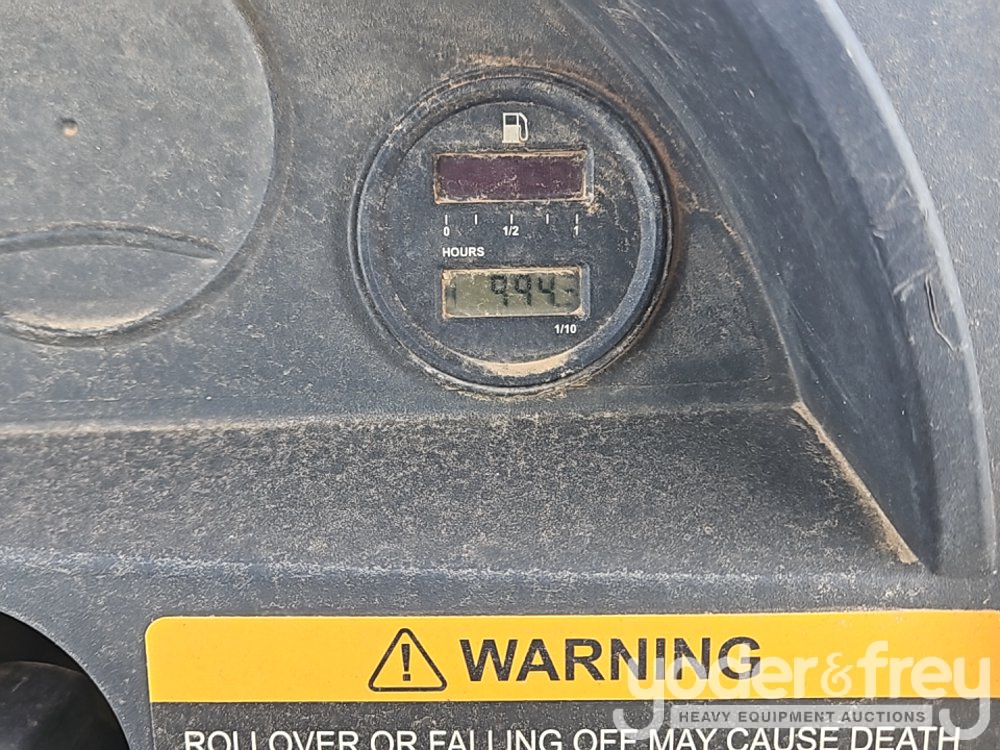 0 1/2 1
HOURS
994
1/10
WARNING
yoder&frey
HEAVY EQUIPMENT AUCTIONS
ROLLOVER OR FALLING OFF MAY CAUSE DEATH